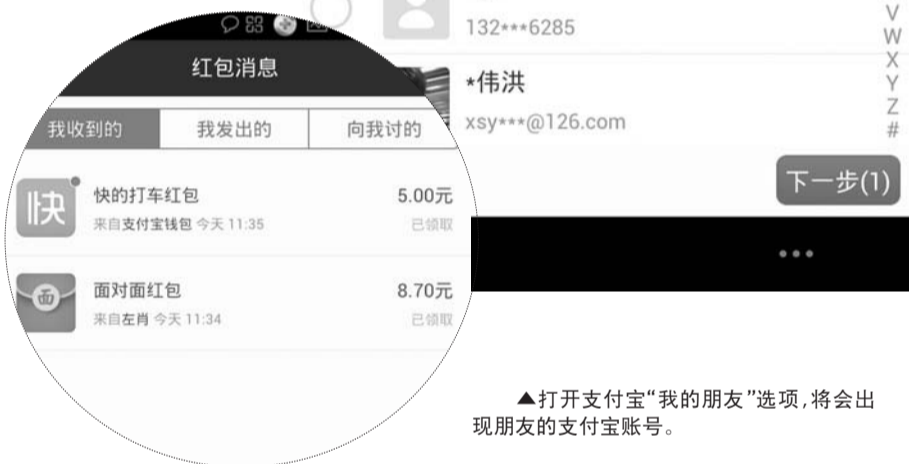 红包消息
我收到的 我发出的 向我讨的
快 快的打车红包 5.00元
来自支付宝钱包 今天 11:35 已领取
面 面对面红包 8.70元
来自左肖 今天 11:34 已领取
132***6285
*伟洪
xsy***@126.com
V
W
X
Y
Z
#
下一步(1)
▲打开支付宝“我的朋友”选项,将会出
现朋友的支付宝账号。